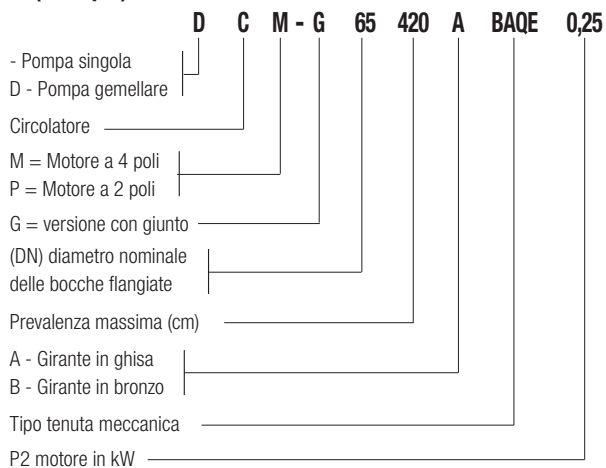 D C M - G 65 420 A BAQE 0,25
- Pompa singola
D - Pompa gemellare
Circolatore
M = Motore a 4 poli
P = Motore a 2 poli
G = versione con giunto
(DN) diametro nominale
delle bocche flangiate
Prevalenza massima (cm)
A - Girante in ghisa
B - Girante in bronzo
Tipo tenuta meccanica
P2 motore in kW